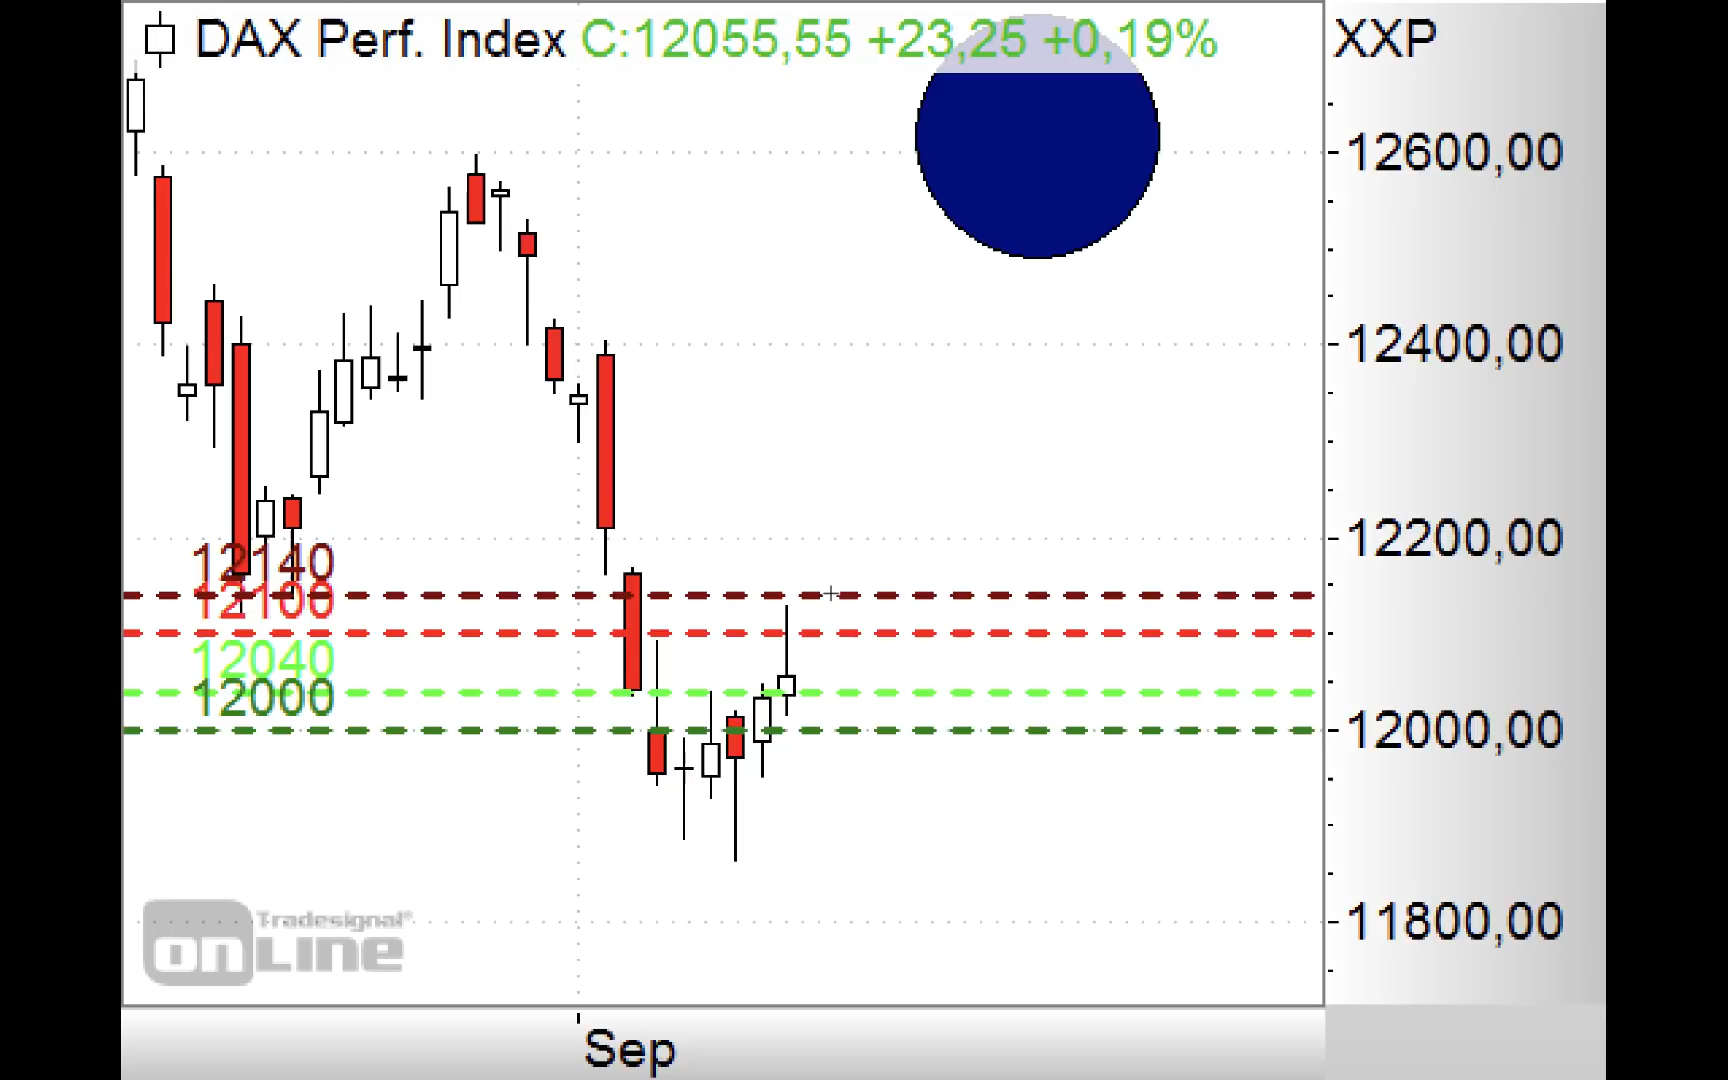 DAX Perf. Index C:12055,55 +23,25 +0,19%
XXP
12600,00
12400,00
12200,00
12140
12100
12040
12000
12000,00
11800,00
Tradesignal®
onLine
Sep